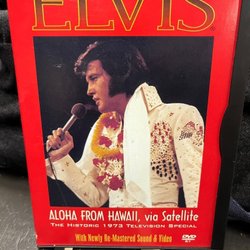 ELVIS
ALOHA FROM HAWAII, via Satellite
THE HISTORIC 1973 TELEVISION SPECIAL
With Newly Re-Mastered Sound & Video
DVD